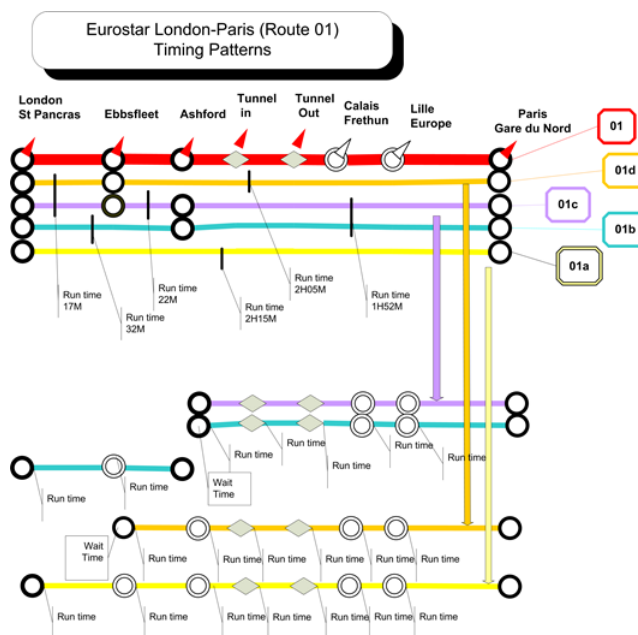 Eurostar London-Paris (Route 01)
Timing Patterns
London
St Pancras
Ebbsfleet
Ashford
Tunnel
in
Tunnel
Out
Calais
Frethun
Lille
Europe
Paris
Gare du Nord
01
01d
01c
01b
01a
Run time
17M
Run time
32M
Run time
22M
Run time
2H15M
Run time
2H05M
Run time
1H52M
Run time
Run time
Run time
Run time
Run time
Run time
Run time
Run time
Wait
Time
Wait
Time
Run time
Run time
Run time
Run time
Run time
Run time
Run time
Run time
Run time
Run time
Run time
Run time
Run time